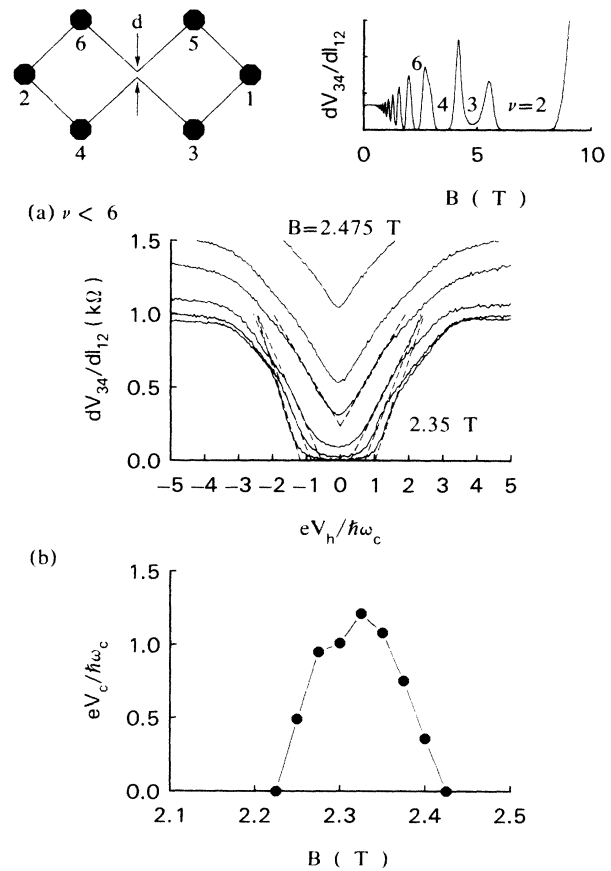 d
6 5
2 1
4 3
dV34/dI12
6
4 3 ν=2
0 5 10
B ( T )
(a) ν < 6
B=2.475 T
dV34/dI12 (kΩ)
1.5
1.0
0.5
0.0
2.35 T
−5 −4 −3 −2 −1 0 1 2 3 4 5
eVh/ℏωc
(b)
eVc/ℏωc
1.5
1.0
0.5
0.0
2.1 2.2 2.3 2.4 2.5
B ( T )